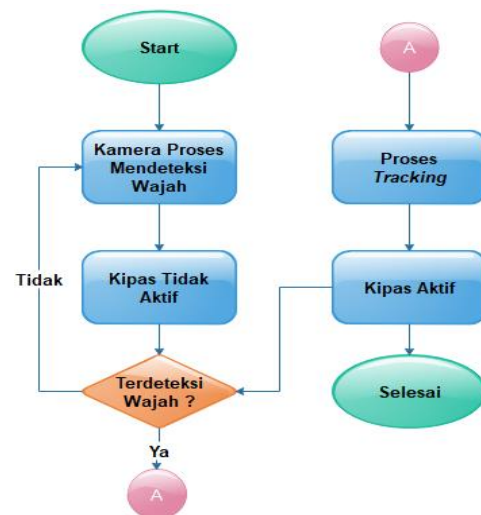 Start
Kamera Proses
Mendeteksi
Wajah
Kipas Tidak
Aktif
Tidak
Terdeteksi
Wajah ?
Ya
A
A
Proses
Tracking
Kipas Aktif
Selesai